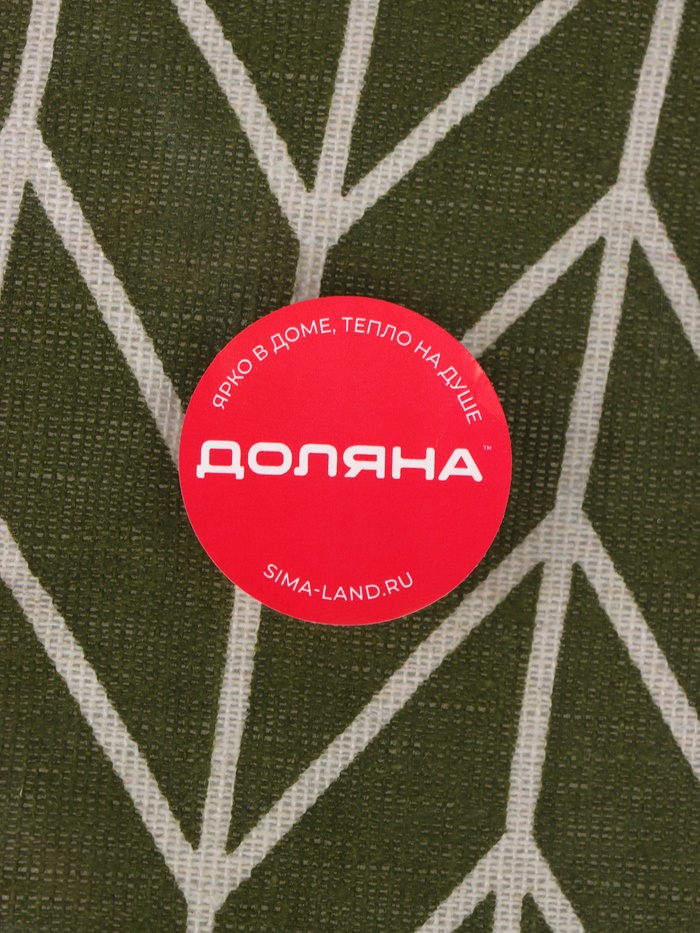 ЯРКО В ДОМЕ, ТЕПЛО НА ДУШЕ
ДОЛЯНА™
SIMA-LAND.RU